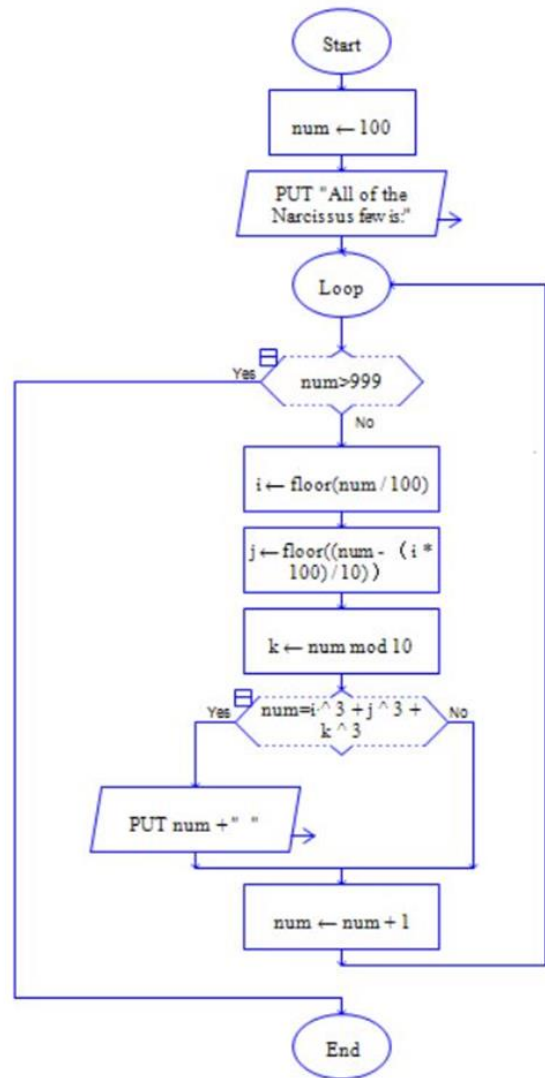 Start
num ← 100
PUT "All of the
Narcissus few is:"
Loop
Yes
num>999
No
i ← floor(num / 100)
j ← floor((num - （i *
100) / 10)）
k ← num mod 10
Yes
num=i ^ 3 + j ^ 3 +
k ^ 3
No
PUT num +"  "
num ← num + 1
End